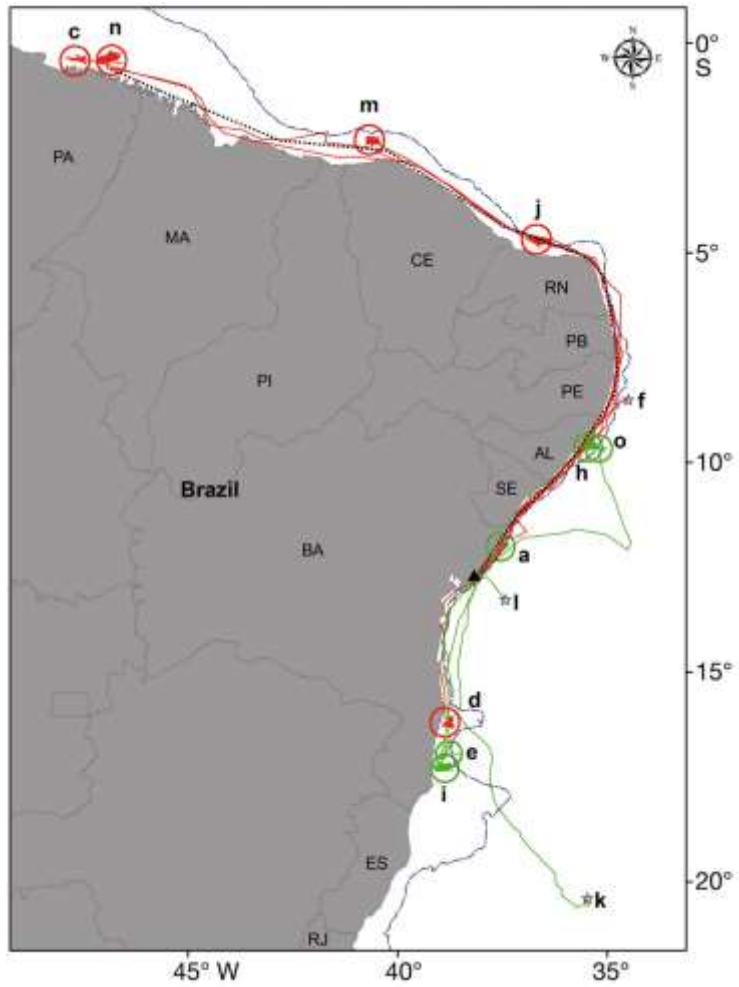 c n
N
W E
S
0°
S
m
PA
j
MA
5°
CE
RN
PB
PI
PE
f
o
AL
h
10°
Brazil
SE
BA
a
l
15°
d
e
i
ES
20°
k
RJ
45° W 40° 35°